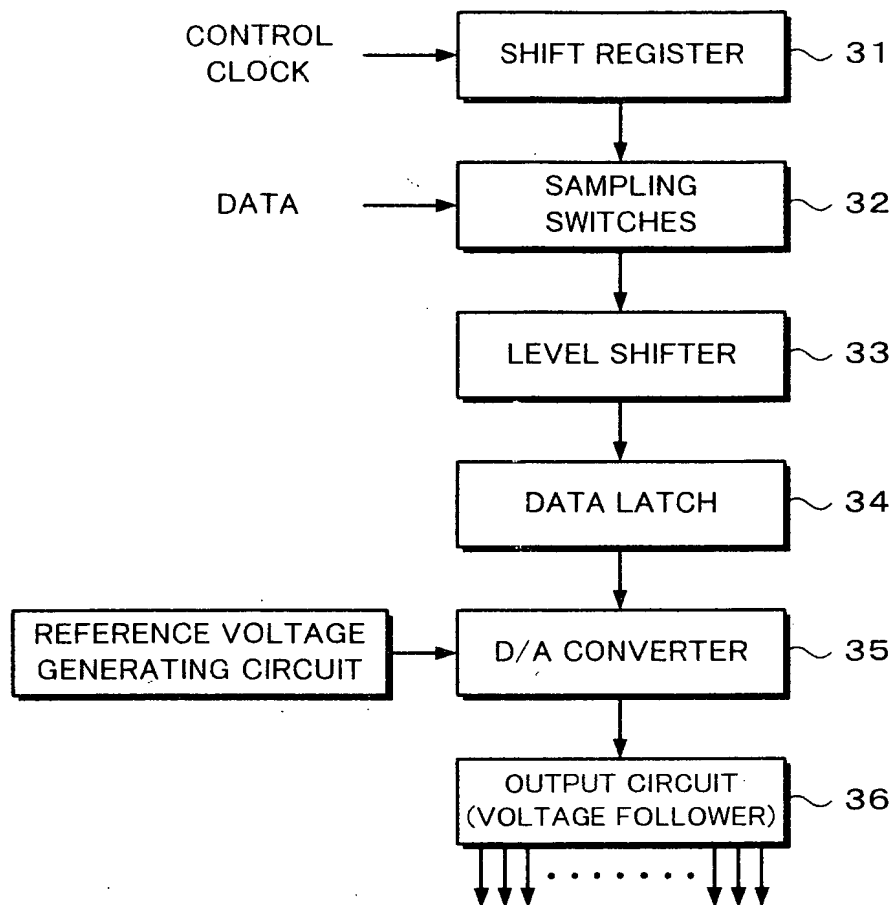 CONTROL
CLOCK
SHIFT REGISTER
31
DATA
SAMPLING
SWITCHES
32
LEVEL SHIFTER
33
DATA LATCH
34
REFERENCE VOLTAGE
GENERATING CIRCUIT
D/A CONVERTER
35
OUTPUT CIRCUIT
(VOLTAGE FOLLOWER)
36